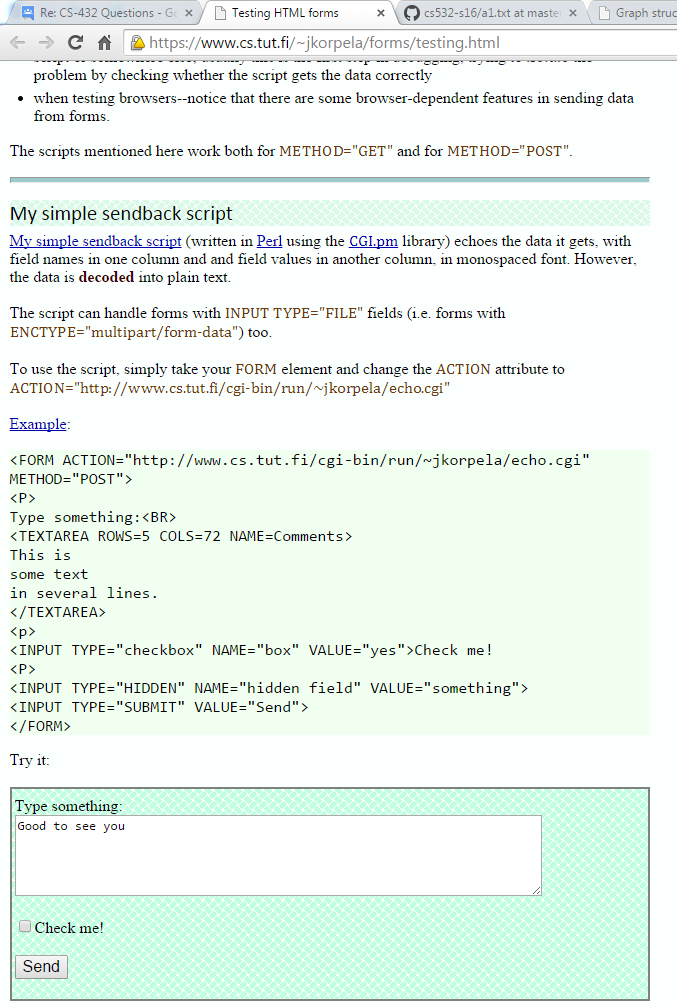 Re: CS-432 Questions - Go
Testing HTML forms
cs532-s16/a1.txt at master
Graph struc
https://www.cs.tut.fi/~jkorpela/forms/testing.html
problem by checking whether the script gets the data correctly
when testing browsers--notice that there are some browser-dependent features in sending data
from forms.
The scripts mentioned here work both for METHOD="GET" and for METHOD="POST".
My simple sendback script
My simple sendback script (written in Perl using the CGI.pm library) echoes the data it gets, with
field names in one column and and field values in another column, in monospaced font. However,
the data is decoded into plain text.
The script can handle forms with INPUT TYPE="FILE" fields (i.e. forms with
ENCTYPE="multipart/form-data") too.
To use the script, simply take your FORM element and change the ACTION attribute to
ACTION="http://www.cs.tut.fi/cgi-bin/run/~jkorpela/echo.cgi"
Example:
<FORM ACTION="http://www.cs.tut.fi/cgi-bin/run/~jkorpela/echo.cgi"
METHOD="POST">
<P>
Type something:<BR>
<TEXTAREA ROWS=5 COLS=72 NAME=Comments>
This is
some text
in several lines.
</TEXTAREA>
<p>
<INPUT TYPE="checkbox" NAME="box" VALUE="yes">Check me!
<P>
<INPUT TYPE="HIDDEN" NAME="hidden field" VALUE="something">
<INPUT TYPE="SUBMIT" VALUE="Send">
</FORM>
Try it:
Type something:
Good to see you
Check me!
Send